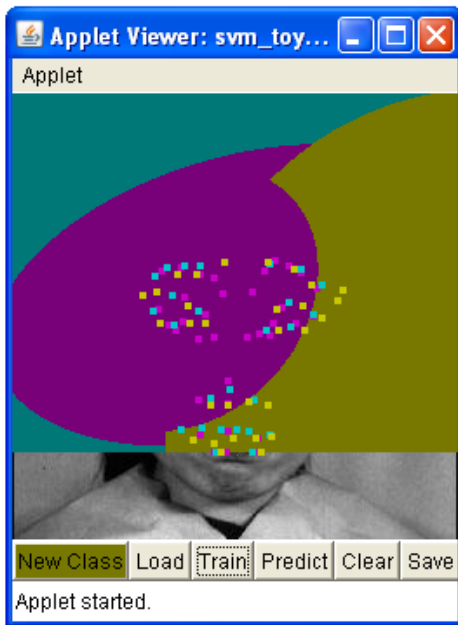 Applet Viewer: svm_toy...
Applet
New Class Load Train Predict Clear Save
Applet started.